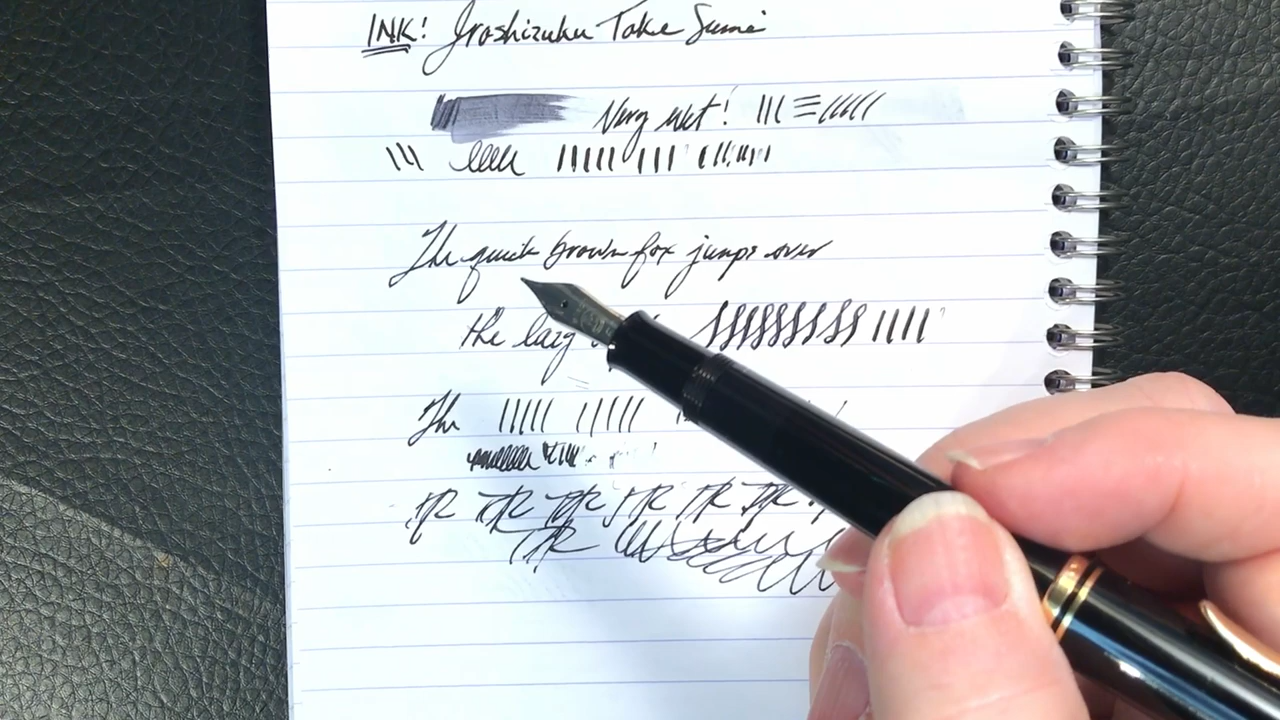 INK! Iroshizuku Take Sumi
Very wet!
The quick brown fox jumps over
the lazy
The